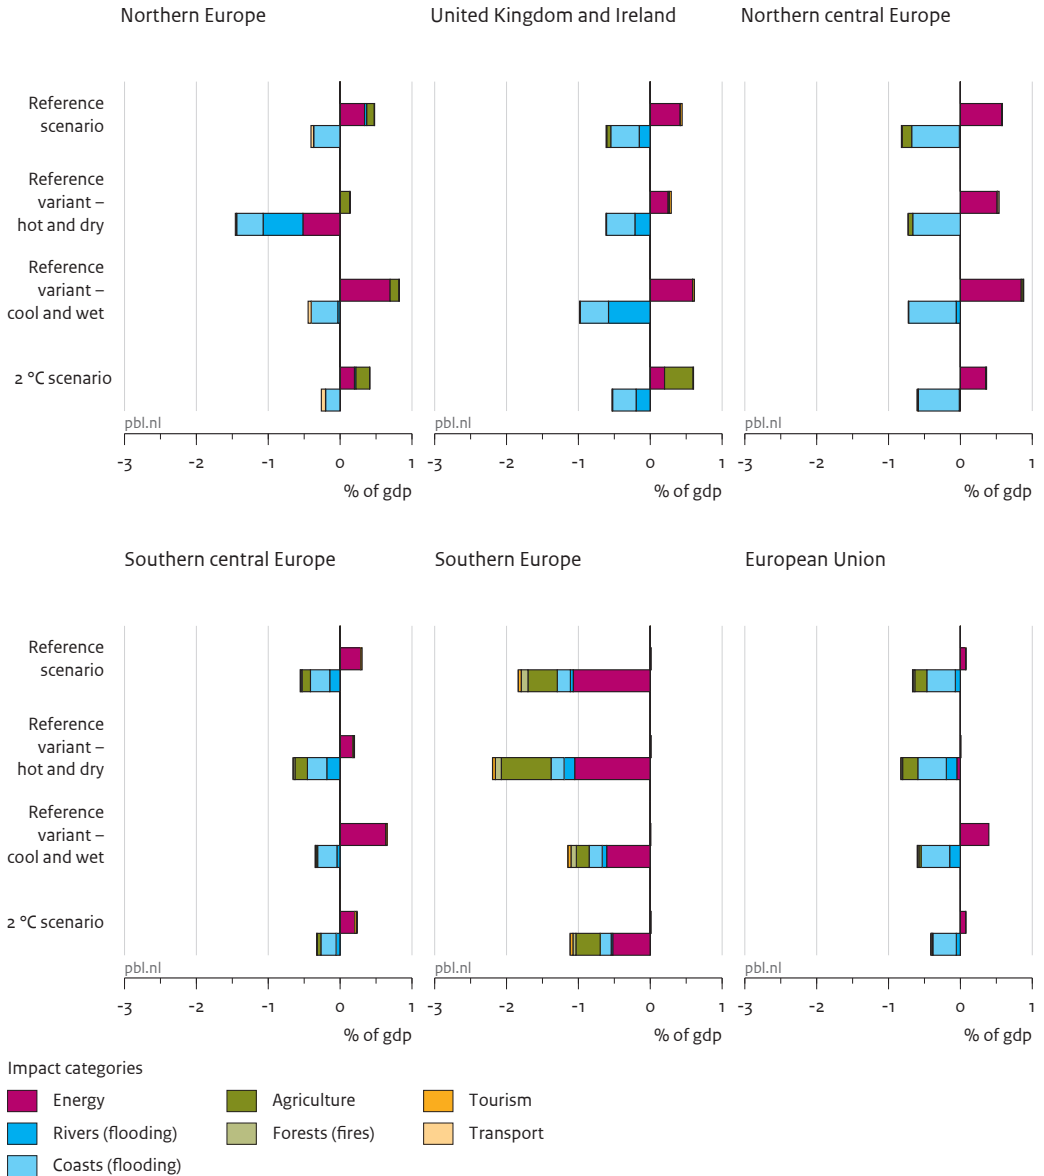 Northern Europe
United Kingdom and Ireland
Northern central Europe
Reference
scenario
Reference
variant –
hot and dry
Reference
variant –
cool and wet
2 °C scenario
pbl.nl
pbl.nl
pbl.nl
-3 -2 -1 0 1
-3 -2 -1 0 1
-3 -2 -1 0 1
% of gdp
% of gdp
% of gdp
Southern central Europe
Southern Europe
European Union
Reference
scenario
Reference
variant –
hot and dry
Reference
variant –
cool and wet
2 °C scenario
pbl.nl
pbl.nl
pbl.nl
-3 -2 -1 0 1
-3 -2 -1 0 1
-3 -2 -1 0 1
% of gdp
% of gdp
% of gdp
Impact categories
Energy
Agriculture
Tourism
Rivers (flooding)
Forests (fires)
Transport
Coasts (flooding)